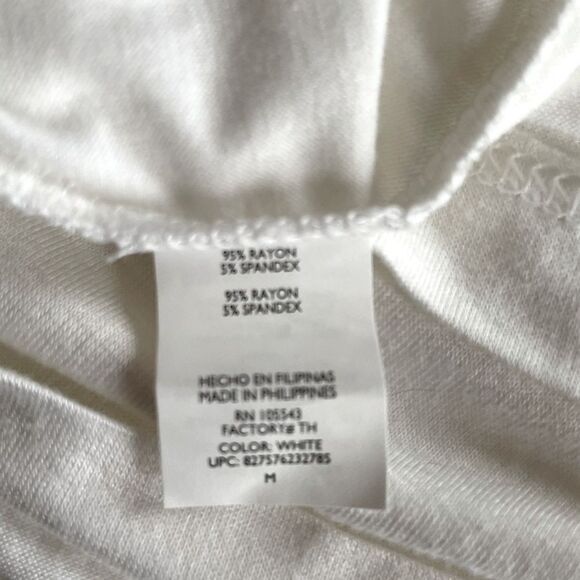 95% RAYON
5% SPANDEX
95% RAYON
5% SPANDEX
HECHO EN FILIPINAS
MADE IN PHILIPPINES
RN 105543
FACTORY# TH
COLOR: WHITE
UPC: 827576232785
M